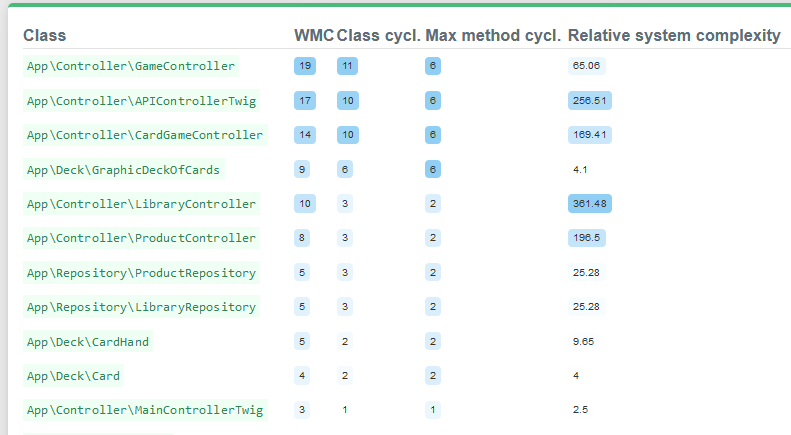 Class WMC Class cycl. Max method cycl. Relative system complexity
App\Controller\GameController 19 11 6 65.06
App\Controller\APIControllerTwig 17 10 6 256.51
App\Controller\CardGameController 14 10 6 169.41
App\Deck\GraphicDeckOfCards 9 6 6 4.1
App\Controller\LibraryController 10 3 2 361.48
App\Controller\ProductController 8 3 2 196.5
App\Repository\ProductRepository 5 3 2 25.28
App\Repository\LibraryRepository 5 3 2 25.28
App\Deck\CardHand 5 2 2 9.65
App\Deck\Card 4 2 2 4
App\Controller\MainControllerTwig 3 1 1 2.5